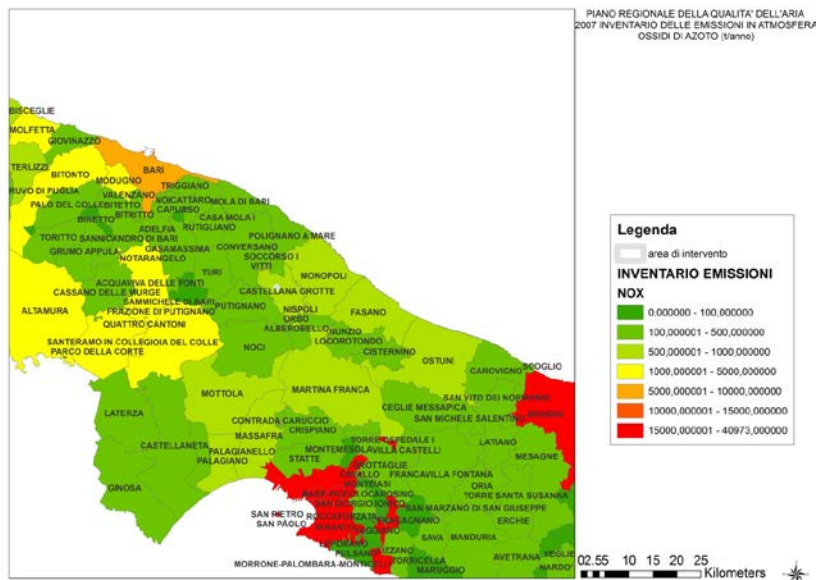 PIANO REGIONALE DELLA QUALITA' DELL'ARIA
2007 INVENTARIO DELLE EMISSIONI IN ATMOSFERA
OSSIDI DI AZOTO (t/anno)
BISCEGLIE
MOLFETTA
GIOVINAZZO
TERLIZZI
BARI
BITONTO
MODUGNO
TRIGGIANO
RUVO DI PUGLIA
VALENZANO
NOICATTARO
MOLA DI BARI
PALO DEL COLLE
BITETTO
CAPURSO
BINETTO
BITRITTO
CASA MOLA I
RUTIGLIANO
ADELFIA
POLIGNANO A MARE
TORITTO
SANNICANDRO DI BARI
CASAMASSIMA
CONVERSANO
GRUMO APPULA
NOTARANGELO
SOCCORSO I
VITTI
TURI
MONOPOLI
ACQUAVIVA DELLE FONTI
CASSANO DELLE MURGE
CASTELLANA GROTTE
SAMMICHELE DI BARI
ALTAMURA
FRAZIONE DI PUTIGNANO
PUTIGNANO
NISPOLI
FASANO
QUATTRO CANTONI
ORBO
ALBEROBELLO
NUNZIO
LOCOROTONDO
SANTERAMO IN COLLE
GIOIA DEL COLLE
PARCO DELLA CORTE
NOCI
CISTERNINO
OSTUNI
CAROVIGNO
SCOGLIO
MOTTOLA
MARTINA FRANCA
SAN VITO DEI NORMANNI
BRINDISI
CEGLIE MESSAPICA
SAN MICHELE SALENTINO
LATERZA
CONTRADA CARUCCIO
CRISPIANO
MASSAFRA
CASTELLANETA
TORRE
OSPEDALE I
LATIANO
MONTEMESOLA
VILLA CASTELLI
MESAGNE
PALAGIANELLO
STATTE
PALAGIANO
GROTTAGLIE
GINOSA
CAVALLO
FRANCAVILLA FONTANA
MONTEIASI
ORIA
CAROSINO
TORRE SANTA SUSANNA
SAN GIORGIO IONICO
SAN MARZANO DI SAN GIUSEPPE
SAN PIETRO
ROCCAFORZATA
FRAGAGNANO
ERCHIE
SAN PAOLO
TARANTO
FAGGIANO
SAVA
MANDURIA
LEPORANO
LIZZANO
AVETRANA
VEGLIE
PULSANO
TORRICELLA
NARDO'
MARUGGIO
Legenda
area di intervento
INVENTARIO EMISSIONI
NOX
0,000000 - 100,000000
100,000001 - 500,000000
500,000001 - 1000,000000
1000,000001 - 5000,000000
5000,000001 - 10000,000000
10000,000001 - 15000,000000
15000,000001 - 40973,000000
0 2.5 5 10 15 20 25
Kilometers